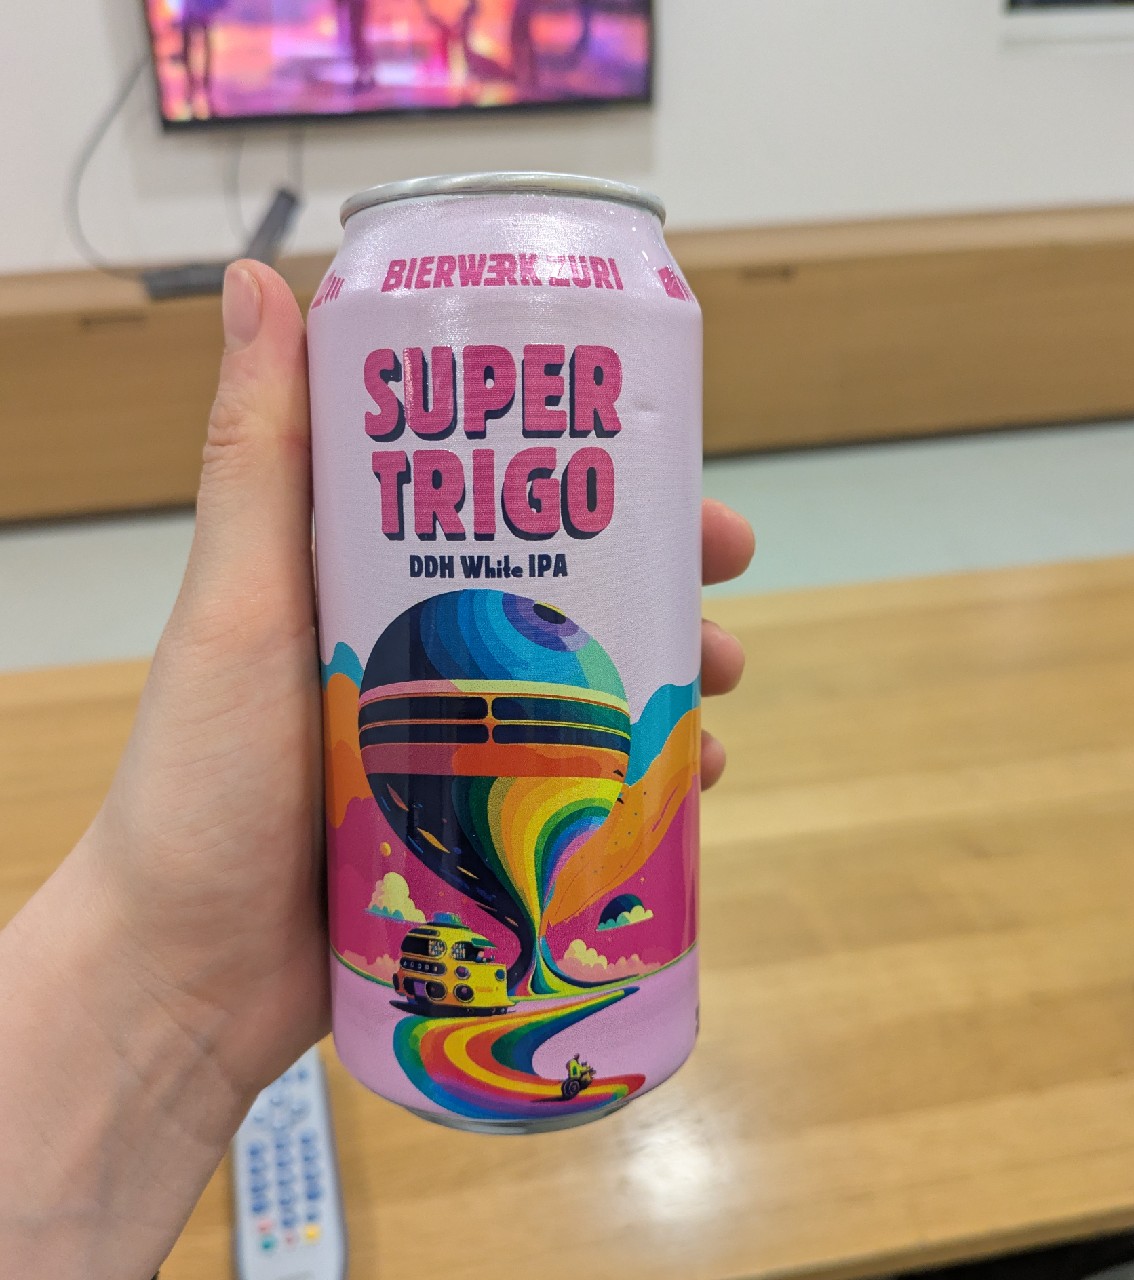 BIERWERK ZÜRI
SUPER
TRIGO
DDH White IPA